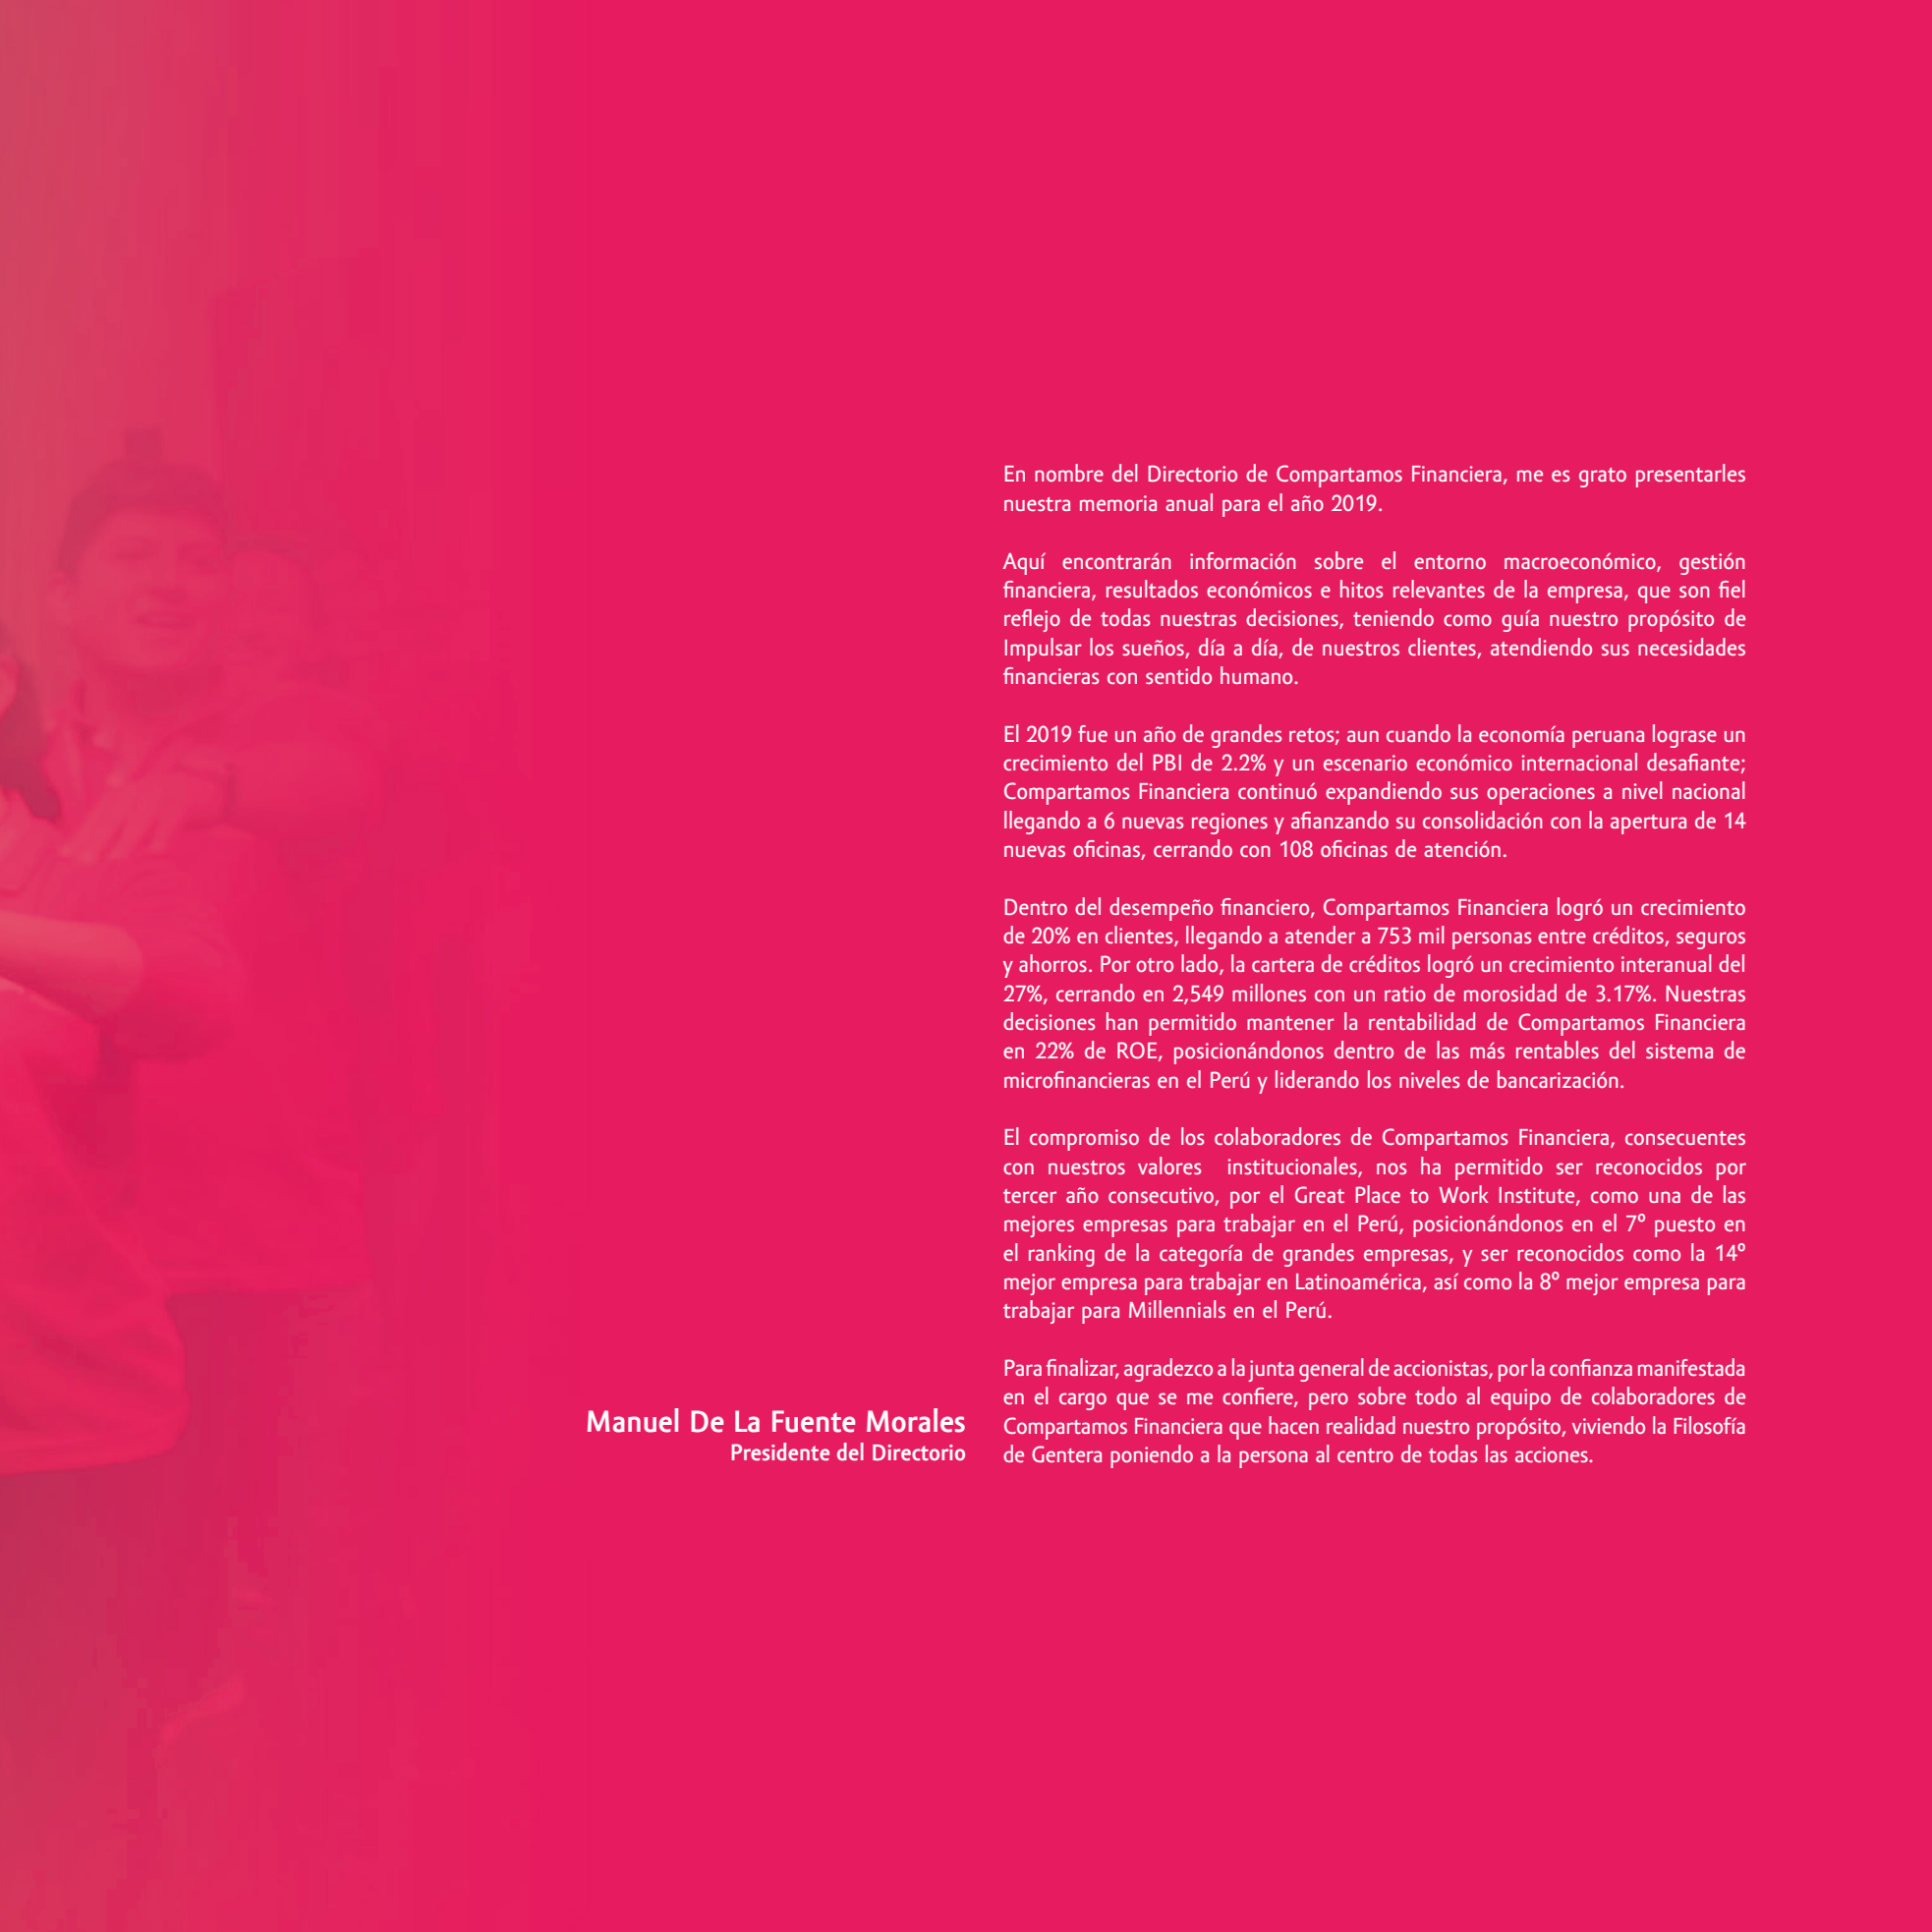 En nombre del Directorio de Compartamos Financiera, me es grato presentarles
nuestra memoria anual para el año 2019.
Aquí encontrarán información sobre el entorno macroeconómico, gestión
financiera, resultados económicos e hitos relevantes de la empresa, que son fiel
reflejo de todas nuestras decisiones, teniendo como guía nuestro propósito de
Impulsar los sueños, día a día, de nuestros clientes, atendiendo sus necesidades
financieras con sentido humano.
El 2019 fue un año de grandes retos; aun cuando la economía peruana lograse un
crecimiento del PBI de 2.2% y un escenario económico internacional desafiante;
Compartamos Financiera continuó expandiendo sus operaciones a nivel nacional
llegando a 6 nuevas regiones y afianzando su consolidación con la apertura de 14
nuevas oficinas, cerrando con 108 oficinas de atención.
Dentro del desempeño financiero, Compartamos Financiera logró un crecimiento
de 20% en clientes, llegando a atender a 753 mil personas entre créditos, seguros
y ahorros. Por otro lado, la cartera de créditos logró un crecimiento interanual del
27%, cerrando en 2,549 millones con un ratio de morosidad de 3.17%. Nuestras
decisiones han permitido mantener la rentabilidad de Compartamos Financiera
en 22% de ROE, posicionándonos dentro de las más rentables del sistema de
microfinancieras en el Perú y liderando los niveles de bancarización.
El compromiso de los colaboradores de Compartamos Financiera, consecuentes
con nuestros valores institucionales, nos ha permitido ser reconocidos por
tercer año consecutivo, por el Great Place to Work Institute, como una de las
mejores empresas para trabajar en el Perú, posicionándonos en el 7º puesto en
el ranking de la categoría de grandes empresas, y ser reconocidos como la 14º
mejor empresa para trabajar en Latinoamérica, así como la 8º mejor empresa para
trabajar para Millennials en el Perú.
Para finalizar, agradezco a la junta general de accionistas, por la confianza manifestada
en el cargo que se me confiere, pero sobre todo al equipo de colaboradores de
Compartamos Financiera que hacen realidad nuestro propósito, viviendo la Filosofía
de Gentera poniendo a la persona al centro de todas las acciones.
Manuel De La Fuente Morales
Presidente del Directorio